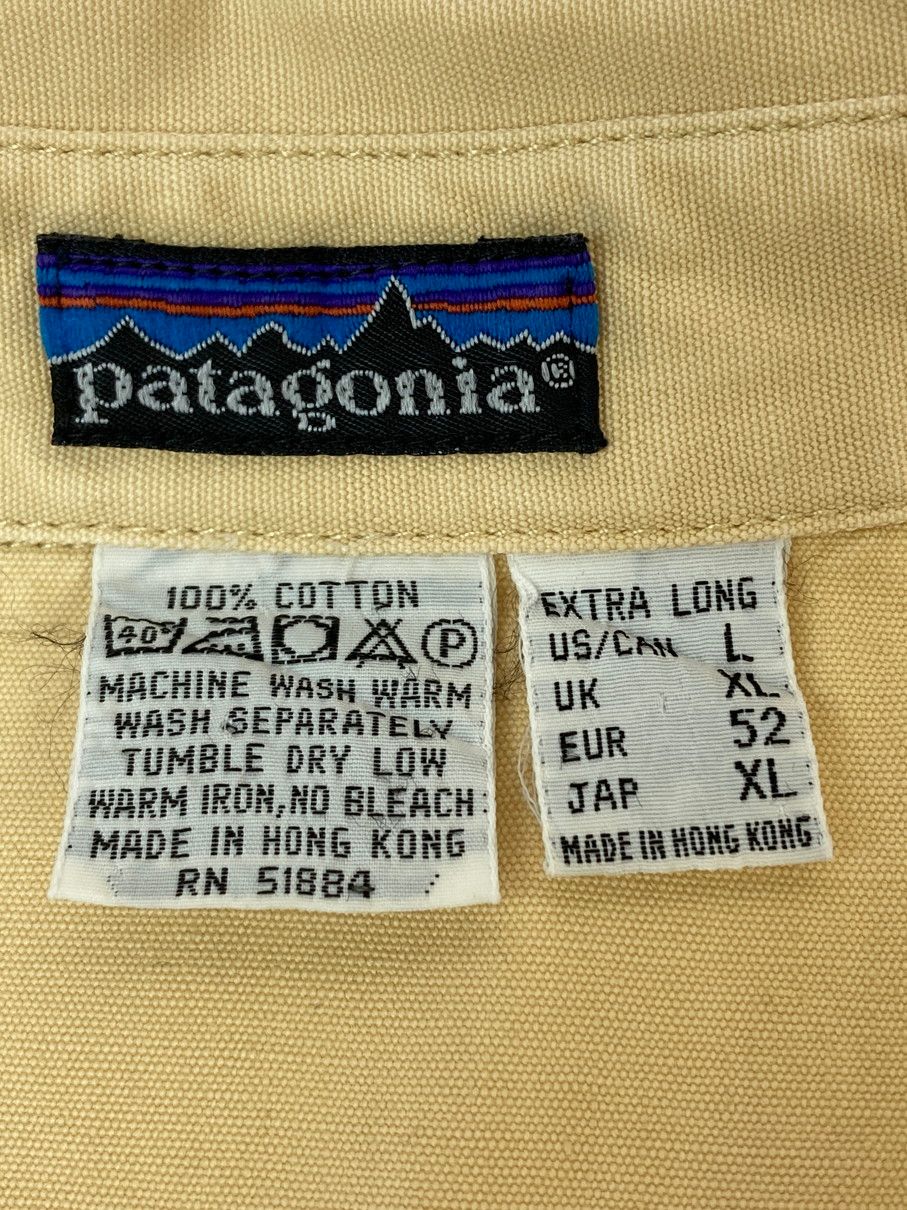 patagonia®
100% COTTON
40° P
MACHINE WASH WARM
WASH SEPARATELY
TUMBLE DRY LOW
WARM IRON, NO BLEACH
MADE IN HONG KONG
RN 51884
EXTRA LONG
US/CAN L
UK XL
EUR 52
JAP XL
MADE IN HONG KONG